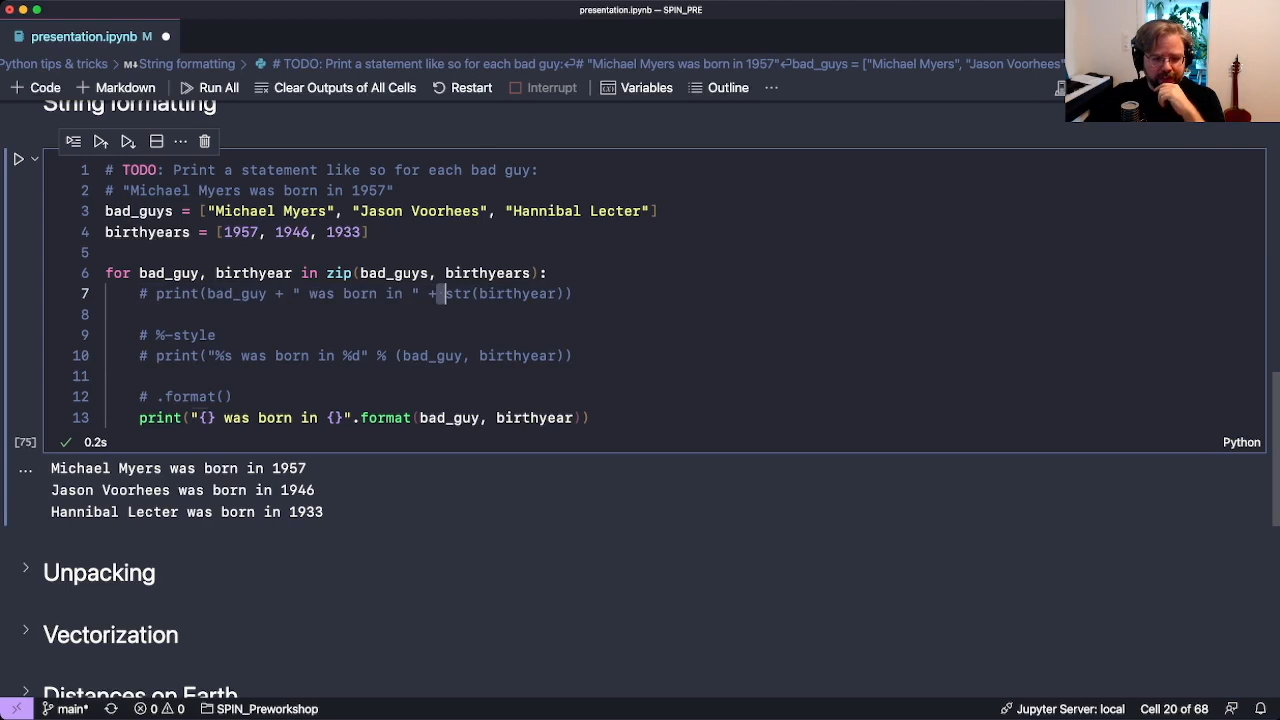 presentation.ipynb — SPIN_PRE
presentation.ipynb M
Python tips & tricks > M↓String formatting > # TODO: Print a statement like so for each bad guy:↵# "Michael Myers was born in 1957"↵bad_guys = ["Michael Myers", "Jason Voorhees"
+ Code + Markdown Run All Clear Outputs of All Cells Restart Interrupt Variables Outline ...
String formatting
1 # TODO: Print a statement like so for each bad guy:
2 # "Michael Myers was born in 1957"
3 bad_guys = ["Michael Myers", "Jason Voorhees", "Hannibal Lecter"]
4 birthyears = [1957, 1946, 1933]
5
6 for bad_guy, birthyear in zip(bad_guys, birthyears):
7 # print(bad_guy + " was born in " + str(birthyear))
8
9 # %-style
10 # print("%s was born in %d" % (bad_guy, birthyear))
11
12 # .format()
13 print("{} was born in {}".format(bad_guy, birthyear))
[75] ✓ 0.2s Python
... Michael Myers was born in 1957
Jason Voorhees was born in 1946
Hannibal Lecter was born in 1933
> Unpacking
> Vectorization
> Distances on Earth
main* 0 0 SPIN_Preworkshop Jupyter Server: local Cell 20 of 68